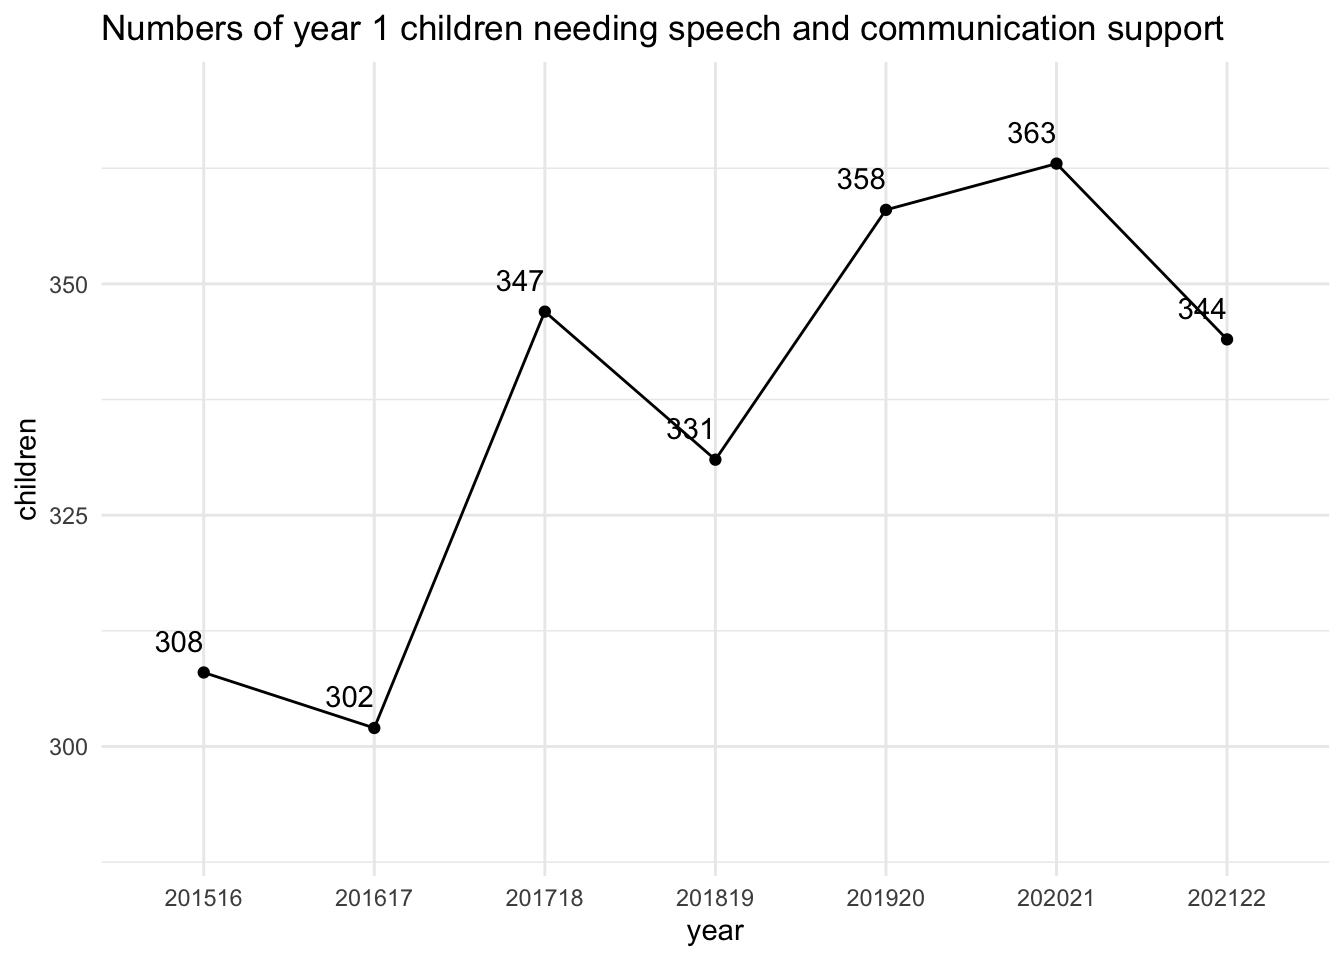 Numbers of year 1 children needing speech and communication support
363
358
347
350
344
331
children
325
308
302
300
201516 201617 201718 201819 201920 202021 202122
year